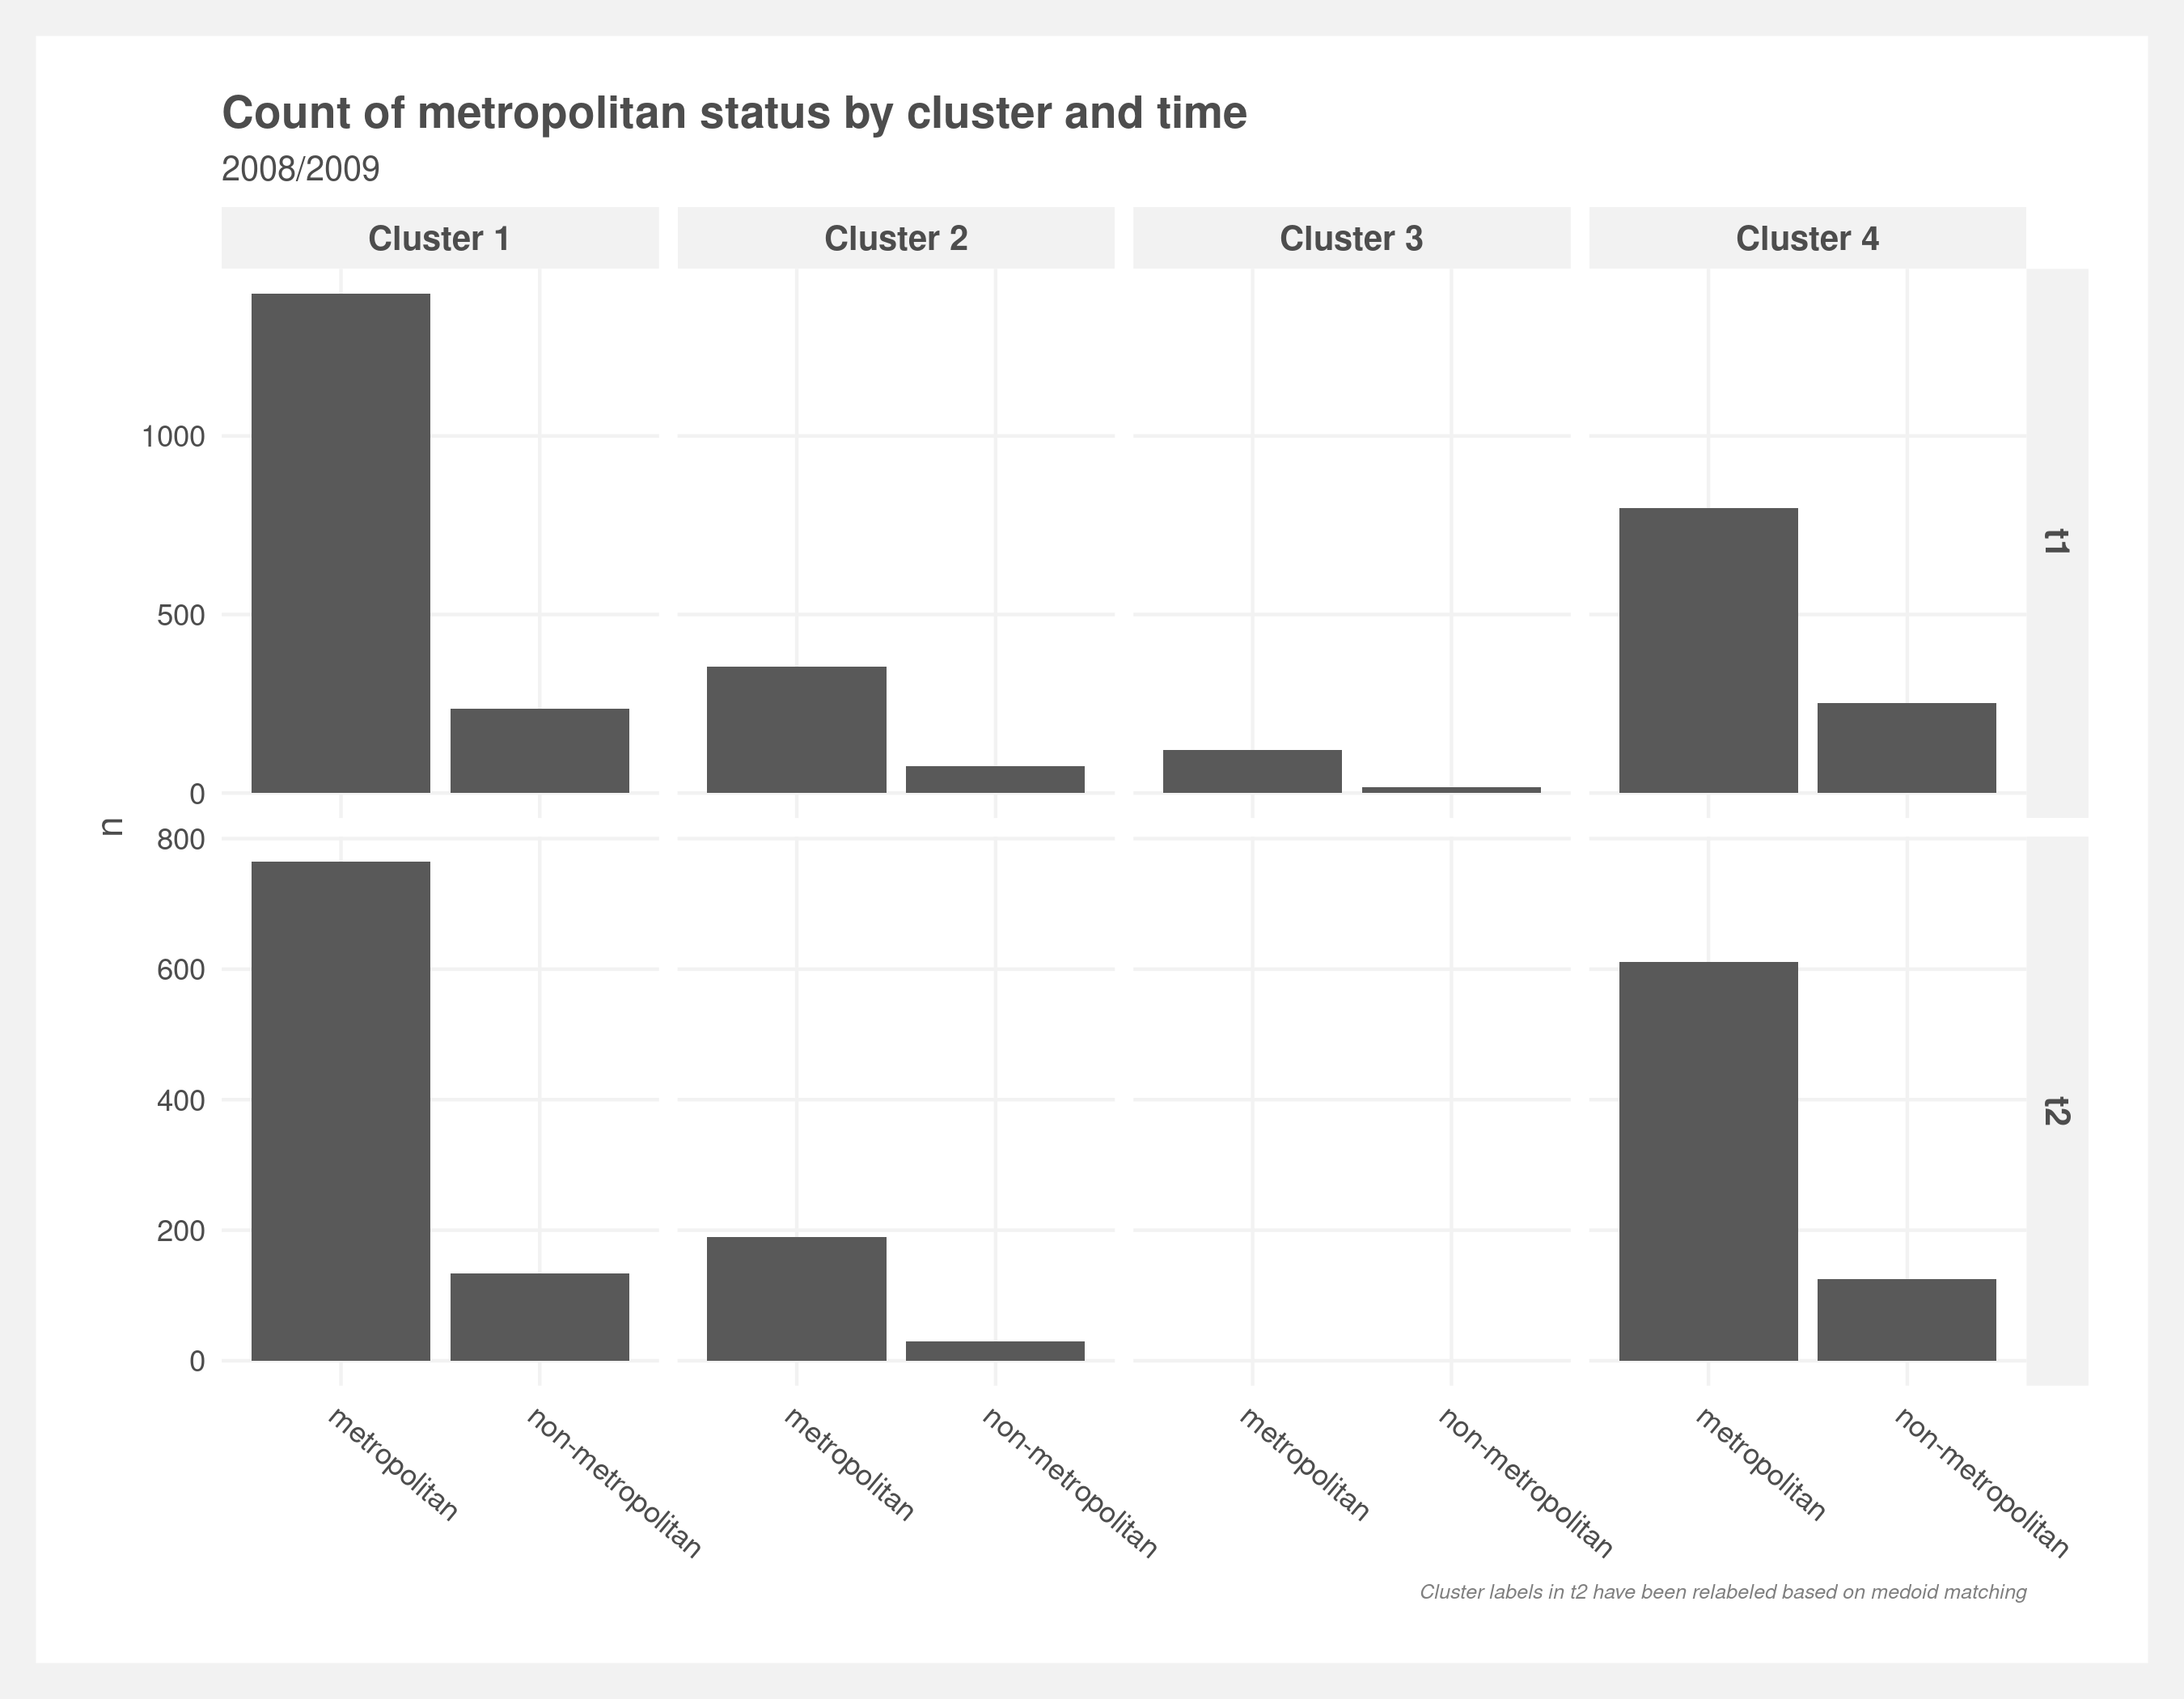 Count of metropolitan status by cluster and time
2008/2009
Cluster 1 Cluster 2 Cluster 3 Cluster 4
1000
500
0
t1
n
800
600
400
200
0
t2
metropolitan non-metropolitan metropolitan non-metropolitan metropolitan non-metropolitan metropolitan non-metropolitan
Cluster labels in t2 have been relabeled based on medoid matching